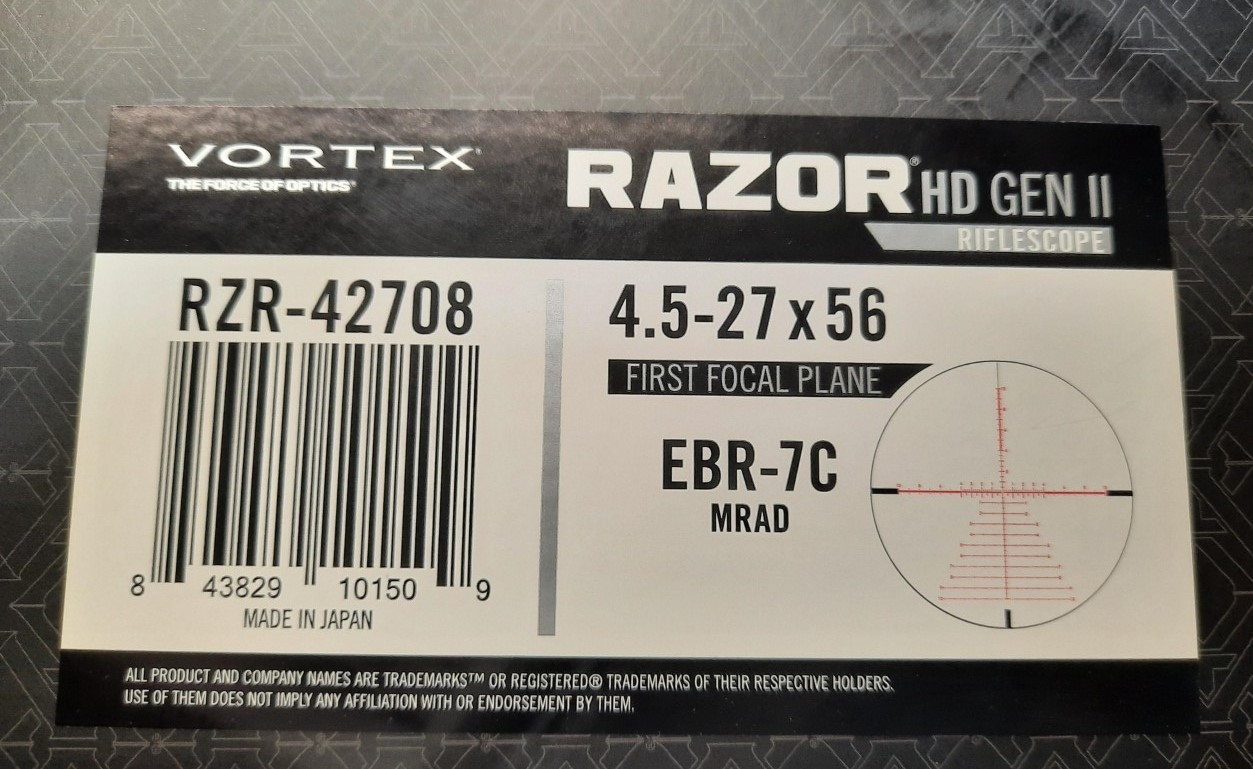 VORTEX®
THE FORCE OF OPTICS®
RAZOR® HD GEN II
RIFLESCOPE
RZR-42708
8 43829 10150 9
MADE IN JAPAN
4.5-27x56
FIRST FOCAL PLANE
EBR-7C
MRAD
ALL PRODUCT AND COMPANY NAMES ARE TRADEMARKS™ OR REGISTERED® TRADEMARKS OF THEIR RESPECTIVE HOLDERS.
USE OF THEM DOES NOT IMPLY ANY AFFILIATION WITH OR ENDORSEMENT BY THEM.